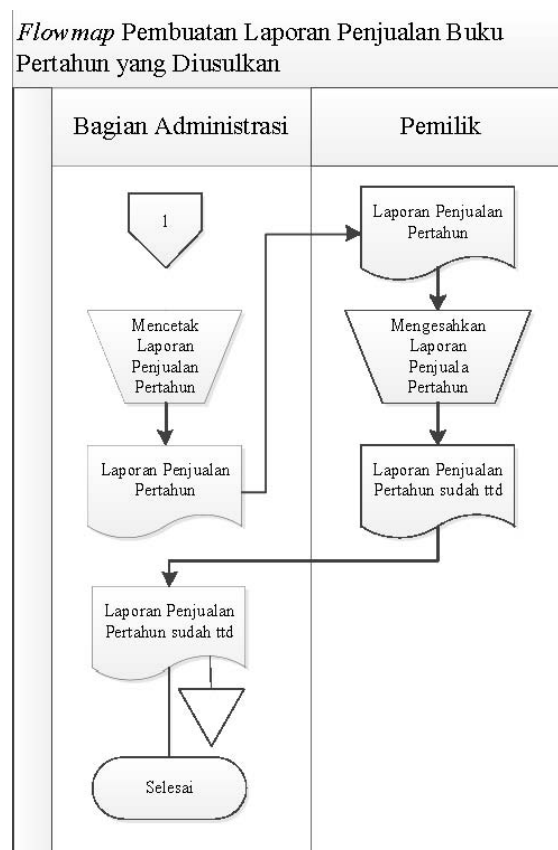 Flowmap Pembuatan Laporan Penjualan Buku
Pertahun yang Diusulkan
Bagian Administrasi
Pemilik
1
Laporan Penjualan
Pertahun
Mencetak
Laporan
Penjualan
Pertahun
Mengesahkan
Laporan
Penjuala
Pertahun
Laporan Penjualan
Pertahun
Laporan Penjualan
Pertahun sudah ttd
Laporan Penjualan
Pertahun sudah ttd
Selesai